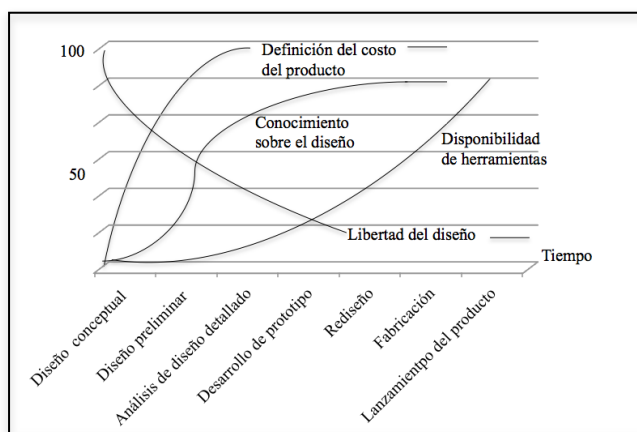 100
50
Definición del costo
del producto
Conocimiento
sobre el diseño
Disponibilidad
de herramientas
Libertad del diseño
Tiempo
Diseño conceptual
Diseño preliminar
Análisis de diseño detallado
Desarrollo de prototipo
Rediseño
Fabricación
Lanzamientpo del producto